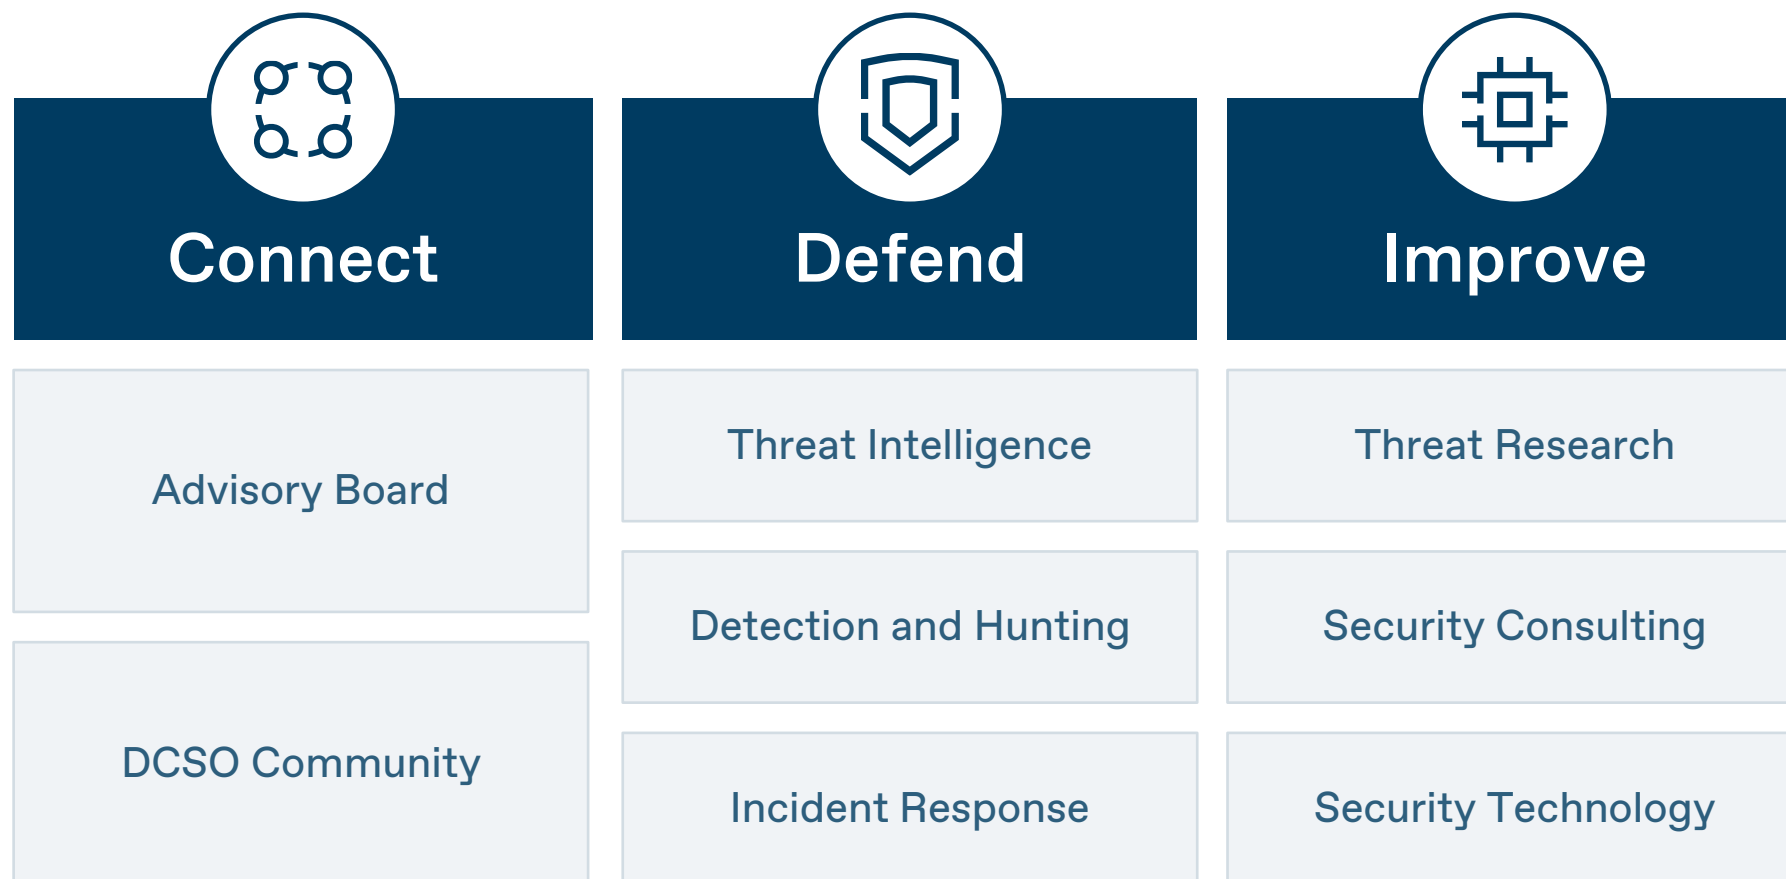 Connect
Advisory Board
DCSO Community
Defend
Threat Intelligence
Detection and Hunting
Incident Response
Improve
Threat Research
Security Consulting
Security Technology